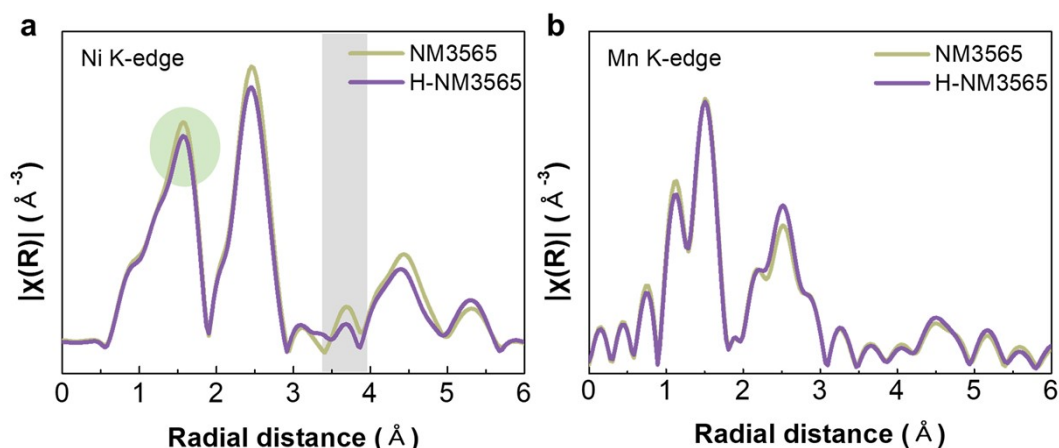 a
Ni K-edge
NM3565
H-NM3565
|χ(R)| ( Å⁻³)
0 1 2 3 4 5 6
Radial distance ( Å )
b
Mn K-edge
NM3565
H-NM3565
|χ(R)| ( Å⁻³)
0 1 2 3 4 5 6
Radial distance ( Å )